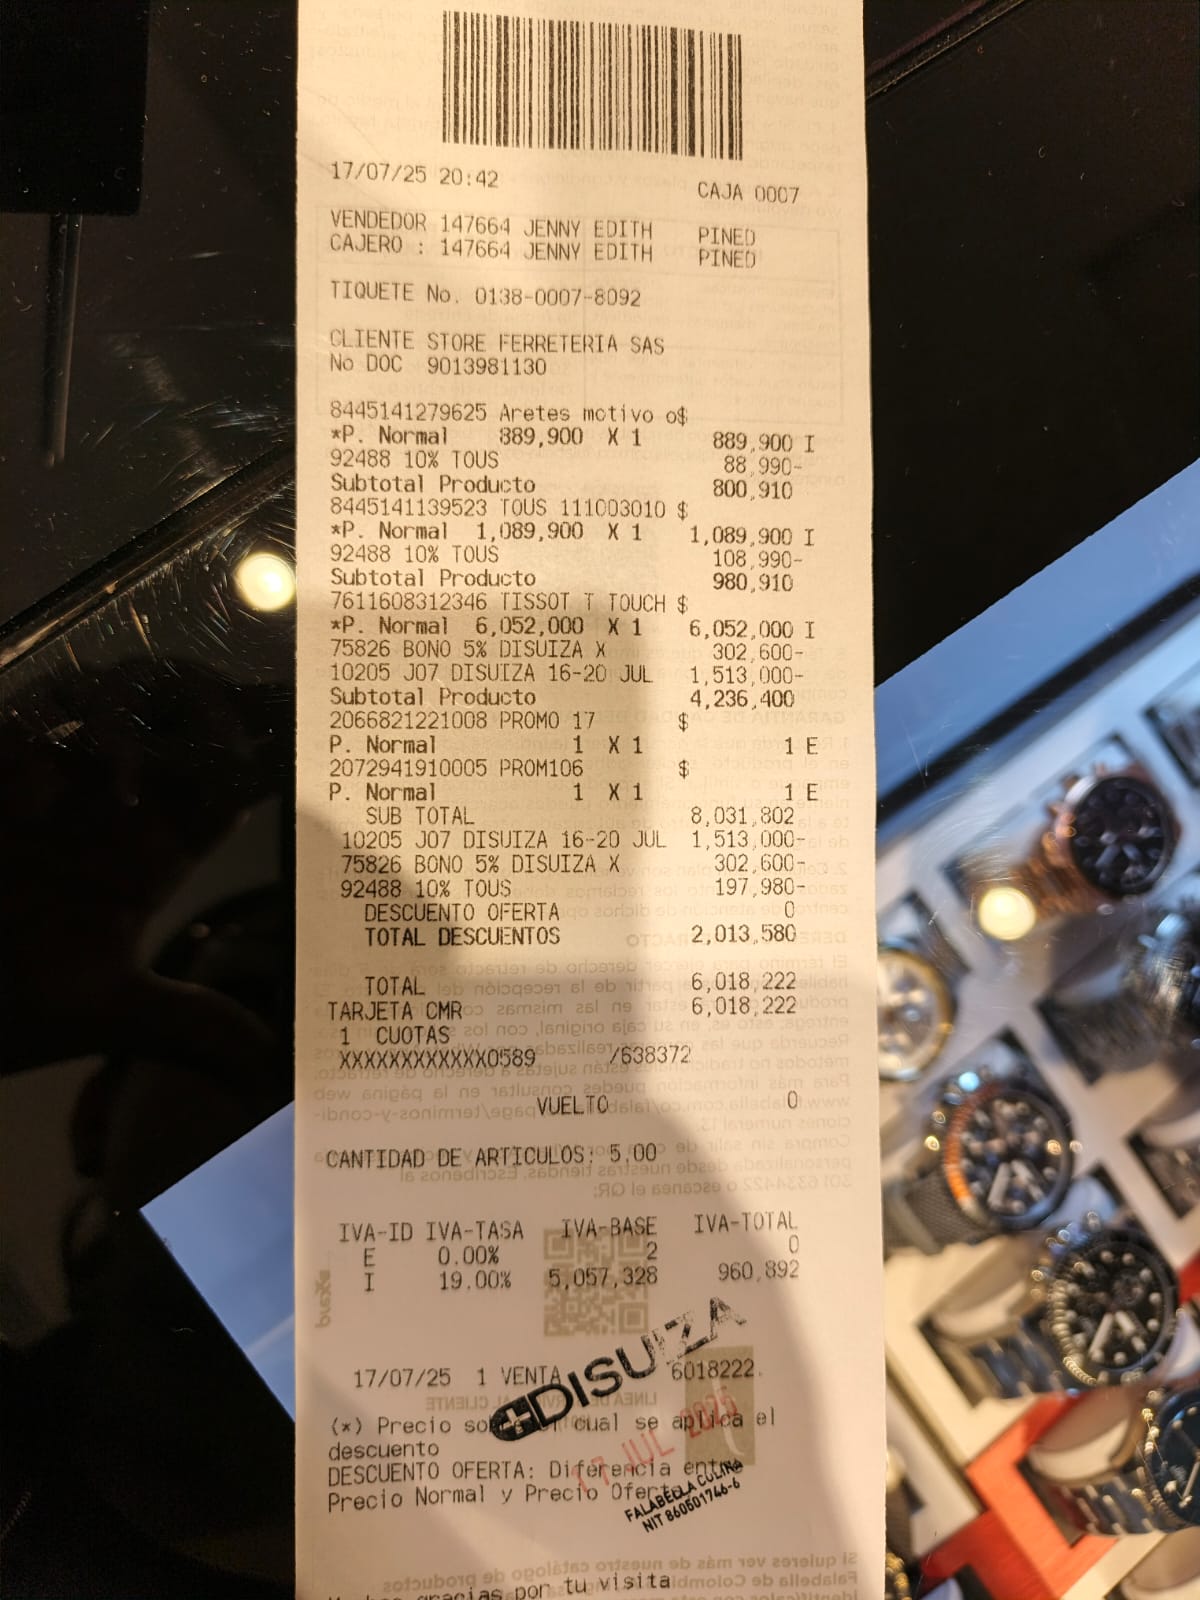 17/07/25 20:42 CAJA 0007
VENDEDOR 147664 JENNY EDITH PINED
CAJERO : 147664 JENNY EDITH PINED
TIQUETE No. 0138-0007-8092
CLIENTE STORE FERRETERIA SAS
No DOC 9013981130
8445141279625 Aretes motivo o$
*P. Normal 889,900 X 1 889,900 I
92488 10% TOUS 88,990-
Subtotal Producto 800,910
8445141139523 TOUS 111003010 $
*P. Normal 1,089,900 X 1 1,089,900 I
92488 10% TOUS 108,990-
Subtotal Producto 980,910
7611608312346 TISSOT T TOUCH $
*P. Normal 6,052,000 X 1 6,052,000 I
75826 BONO 5% DISUIZA X 302,600-
10205 J07 DISUIZA 16-20 JUL 1,513,000-
Subtotal Producto 4,236,400
2066821221008 PROMO 17 $
P. Normal 1 X 1 1 E
2072941910005 PROM106 $
P. Normal 1 X 1 1 E
SUB TOTAL 8,031,802
10205 J07 DISUIZA 16-20 JUL 1,513,000-
75826 BONO 5% DISUIZA X 302,600-
92488 10% TOUS 197,980-
DESCUENTO OFERTA 0
TOTAL DESCUENTOS 2,013,580
TOTAL 6,018,222
TARJETA CMR 6,018,222
1 CUOTAS
XXXXXXXXXXXX0589 /638372
VUELTO 0
CANTIDAD DE ARTICULOS: 5.00
IVA-ID IVA-TASA IVA-BASE IVA-TOTAL
E 0.00% 2 0
I 19.00% 5,057,328 960,892
17/07/25 1 VENTA 6018222.
DISUIZA
(*) Precio sobre el cual se aplica el
descuento
17 JUL 2025
DESCUENTO OFERTA: Diferencia entre
Precio Normal y Precio Oferta
FALABELLA COLINA
NIT 860501746-6
gracias por tu visita